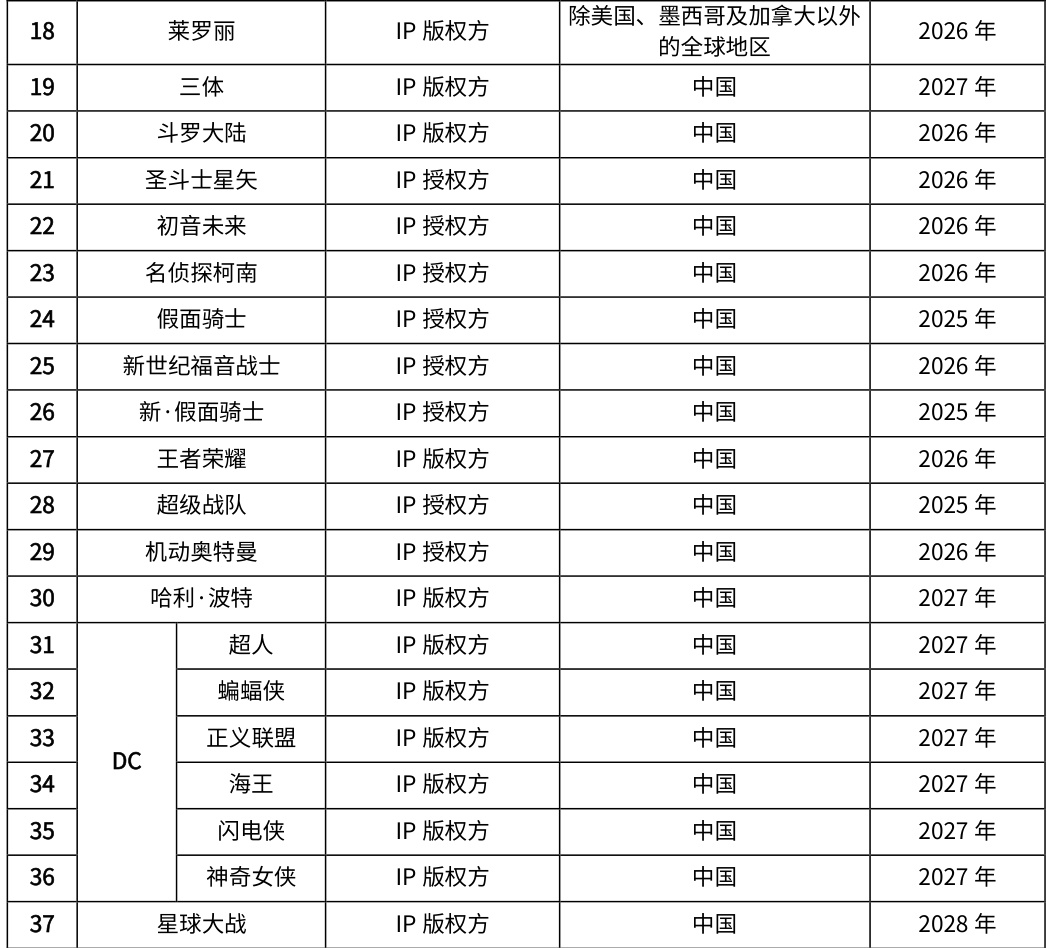 18 莱罗丽 IP 版权方 除美国、墨西哥及加拿大以外
的全球地区 2026 年
19 三体 IP 版权方 中国 2027 年
20 斗罗大陆 IP 版权方 中国 2026 年
21 圣斗士星矢 IP 授权方 中国 2026 年
22 初音未来 IP 授权方 中国 2026 年
23 名侦探柯南 IP 授权方 中国 2026 年
24 假面骑士 IP 授权方 中国 2025 年
25 新世纪福音战士 IP 授权方 中国 2026 年
26 新·假面骑士 IP 授权方 中国 2025 年
27 王者荣耀 IP 版权方 中国 2026 年
28 超级战队 IP 授权方 中国 2025 年
29 机动奥特曼 IP 授权方 中国 2026 年
30 哈利·波特 IP 版权方 中国 2027 年
31 超人 IP 版权方 中国 2027 年
32 蝙蝠侠 IP 版权方 中国 2027 年
33 正义联盟 IP 版权方 中国 2027 年
DC
34 海王 IP 版权方 中国 2027 年
35 闪电侠 IP 版权方 中国 2027 年
36 神奇女侠 IP 版权方 中国 2027 年
37 星球大战 IP 版权方 中国 2028 年